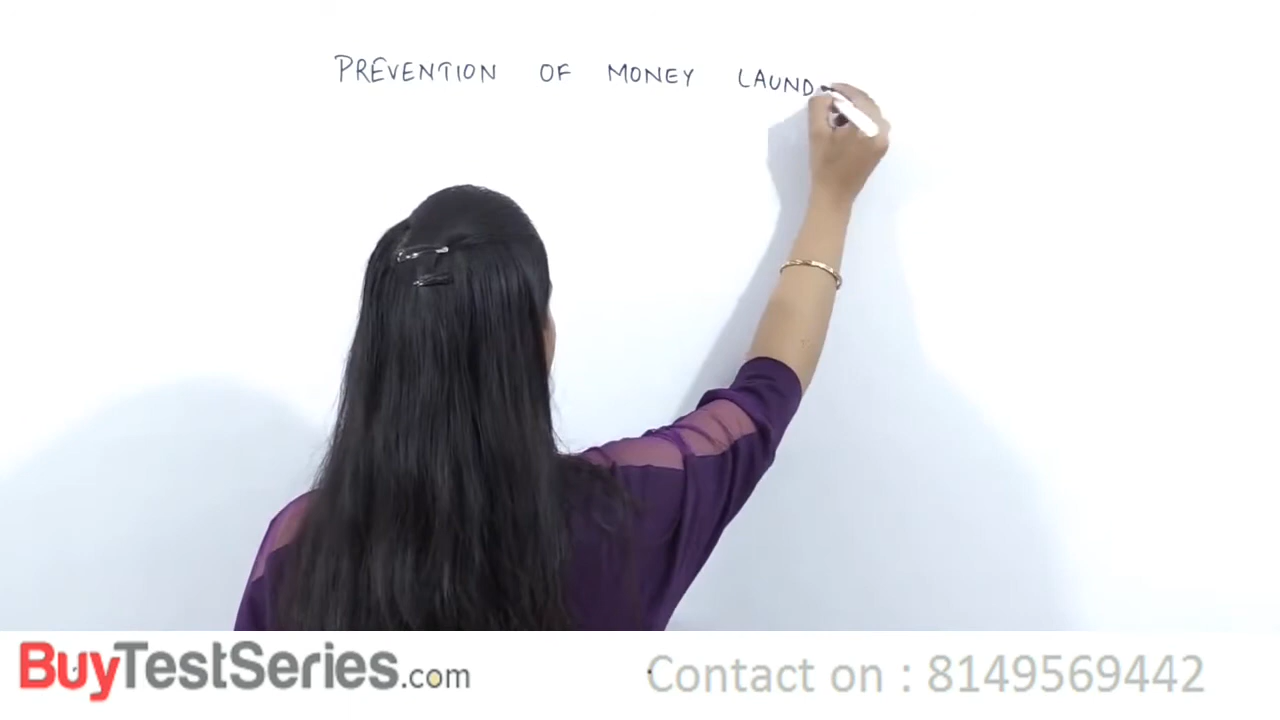 PREVENTION OF MONEY LAUND
BuyTestSeries.com
Contact on : 8149569442